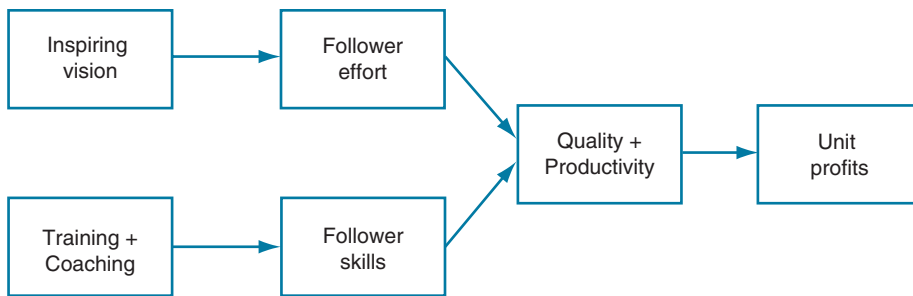 Inspiring
vision
Follower
effort
Quality +
Productivity
Unit
profits
Training +
Coaching
Follower
skills